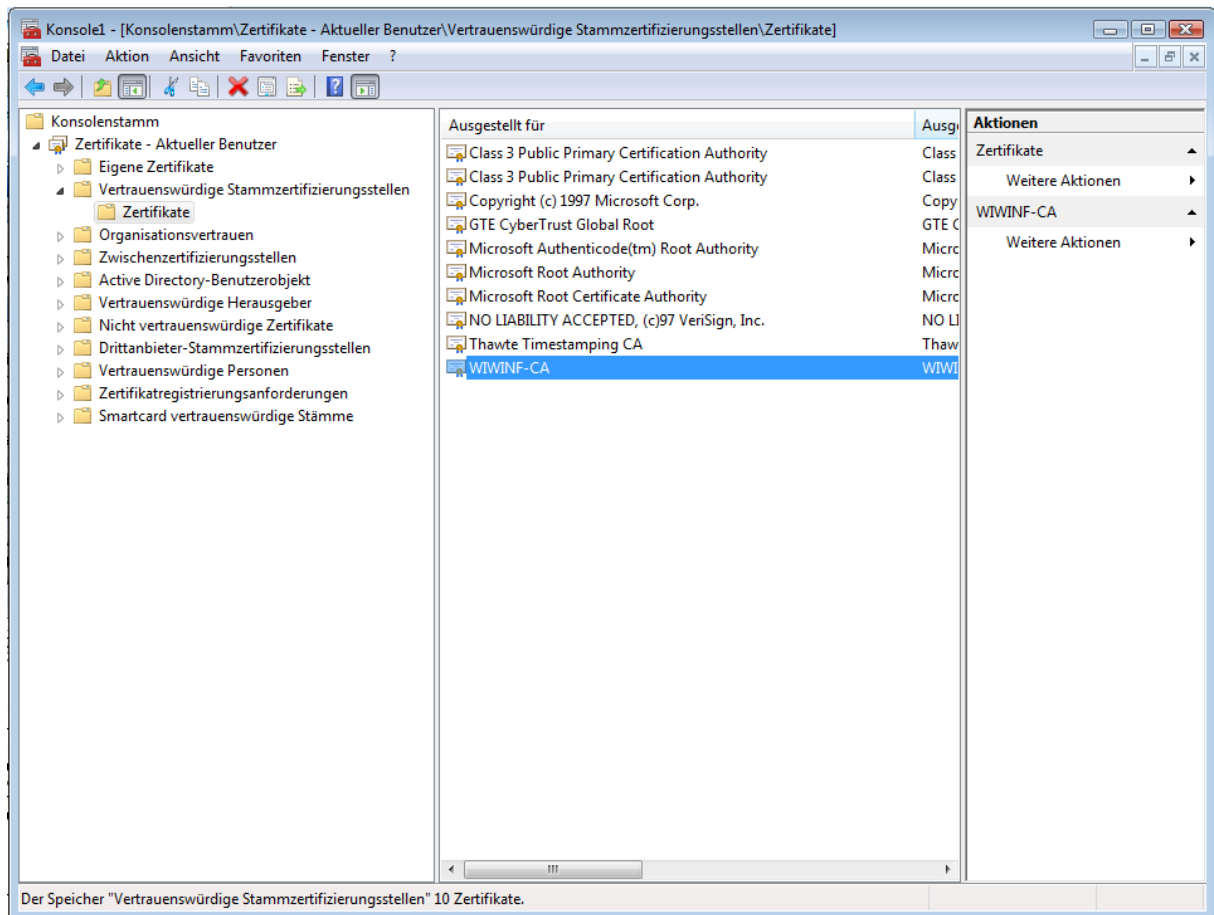 Konsole1 - [Konsolenstamm\Zertifikate - Aktueller Benutzer\Vertrauenswürdige Stammzertifizierungsstellen\Zertifikate]
Datei Aktion Ansicht Favoriten Fenster ?
Konsolenstamm
Zertifikate - Aktueller Benutzer
Eigene Zertifikate
Vertrauenswürdige Stammzertifizierungsstellen
Zertifikate
Organisationsvertrauen
Zwischenzertifizierungsstellen
Active Directory-Benutzerobjekt
Vertrauenswürdige Herausgeber
Nicht vertrauenswürdige Zertifikate
Drittanbieter-Stammzertifizierungsstellen
Vertrauenswürdige Personen
Zertifikatregistrierungsanforderungen
Smartcard vertrauenswürdige Stämme
Ausgestellt für Ausg
Class 3 Public Primary Certification Authority Class
Class 3 Public Primary Certification Authority Class
Copyright (c) 1997 Microsoft Corp. Copy
GTE CyberTrust Global Root GTE C
Microsoft Authenticode(tm) Root Authority Micro
Microsoft Root Authority Micro
Microsoft Root Certificate Authority Micro
NO LIABILITY ACCEPTED, (c)97 VeriSign, Inc. NO LI
Thawte Timestamping CA Thaw
WIWINF-CA WIWI
Aktionen
Zertifikate
Weitere Aktionen
WIWINF-CA
Weitere Aktionen
Der Speicher "Vertrauenswürdige Stammzertifizierungsstellen" 10 Zertifikate.